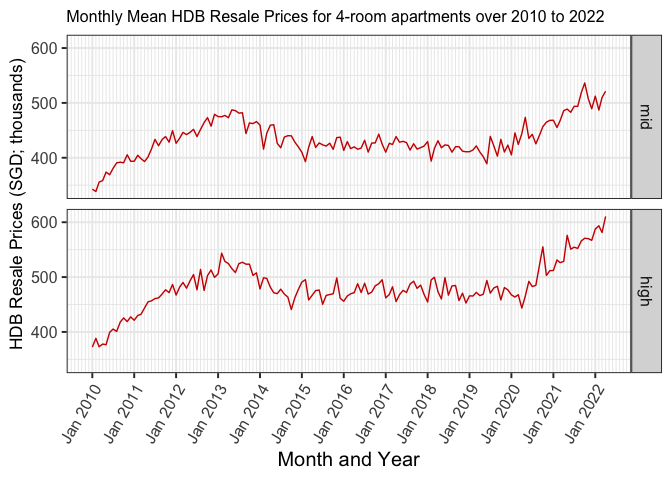 Monthly Mean HDB Resale Prices for 4-room apartments over 2010 to 2022
HDB Resale Prices (SGD; thousands)
600
500
400
mid
600
500
400
high
Jan 2010
Jan 2011
Jan 2012
Jan 2013
Jan 2014
Jan 2015
Jan 2016
Jan 2017
Jan 2018
Jan 2019
Jan 2020
Jan 2021
Jan 2022
Month and Year